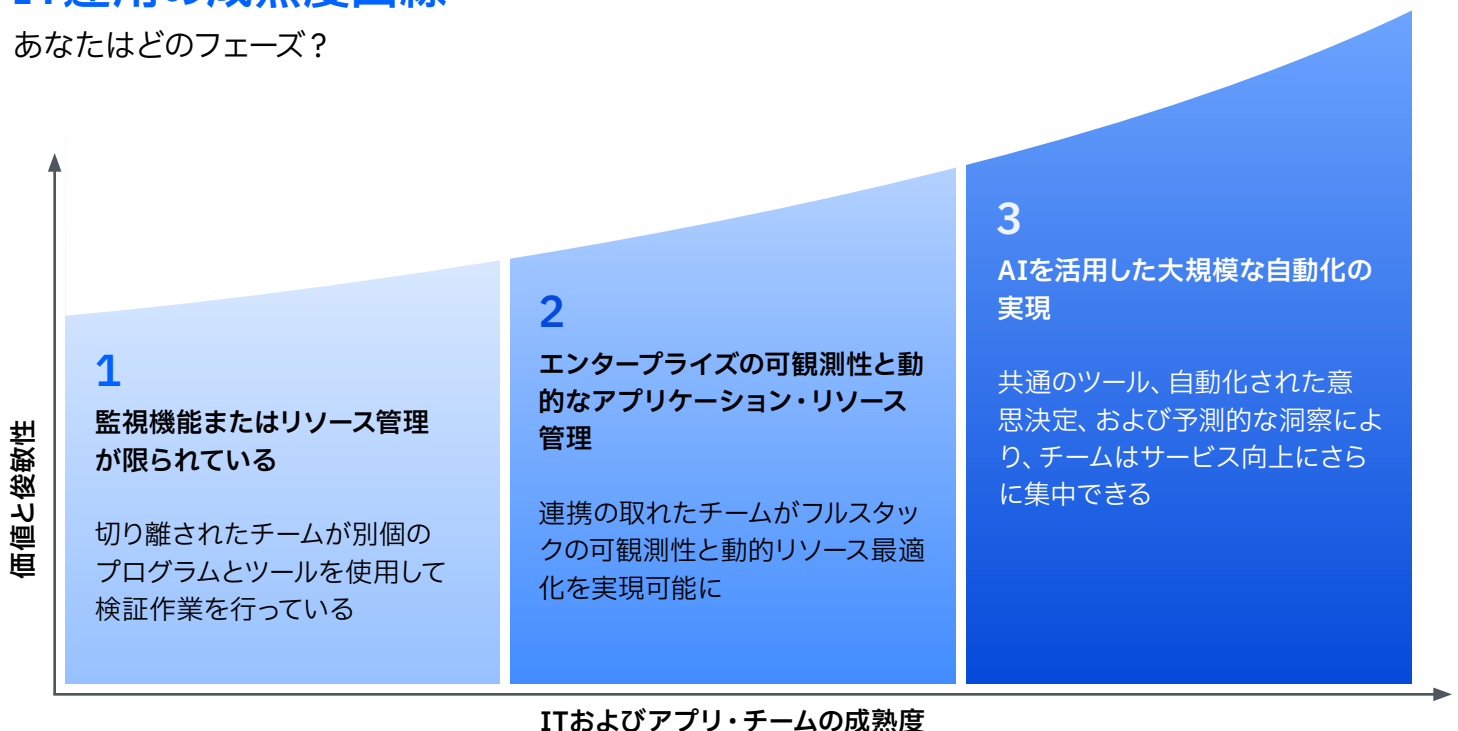 IT運用の成熟度曲線
あなたはどのフェーズ？
価値と俊敏性
1
監視機能またはリソース管理
が限られている
切り離されたチームが別個の
プログラムとツールを使用して
検証作業を行っている
2
エンタープライズの可観測性と動
的なアプリケーション・リソース
管理
連携の取れたチームがフルスタッ
クの可観測性と動的リソース最適
化を実現可能に
3
AIを活用した大規模な自動化の
実現
共通のツール、自動化された意
思決定、および予測的な洞察によ
り、チームはサービス向上にさら
に集中できる
ITおよびアプリ・チームの成熟度